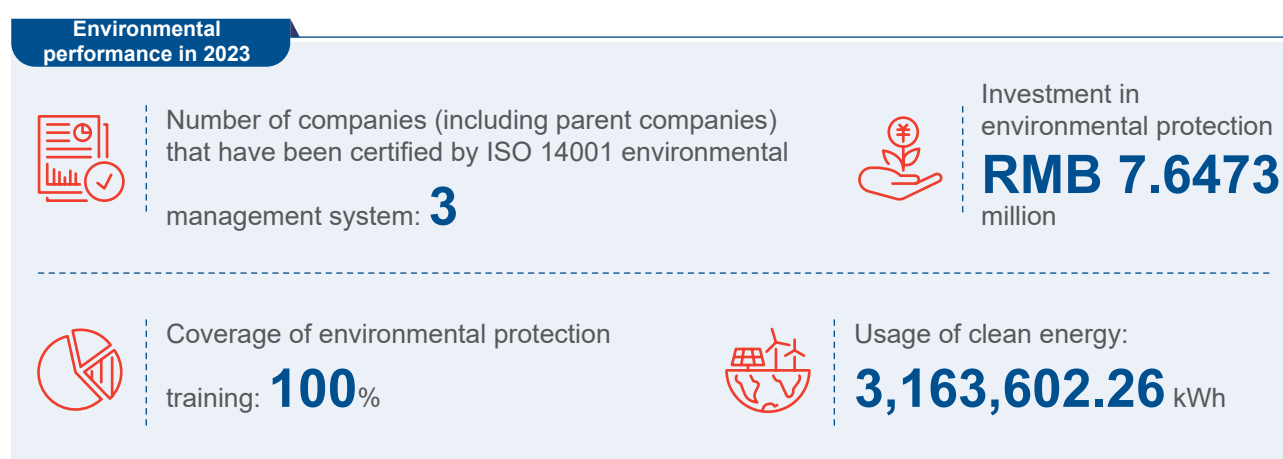 Environmental
performance in 2023
Number of companies (including parent companies)
that have been certified by ISO 14001 environmental
management system: 3
Investment in
environmental protection
RMB 7.6473
million
Coverage of environmental protection
training: 100%
Usage of clean energy:
3,163,602.26 kWh